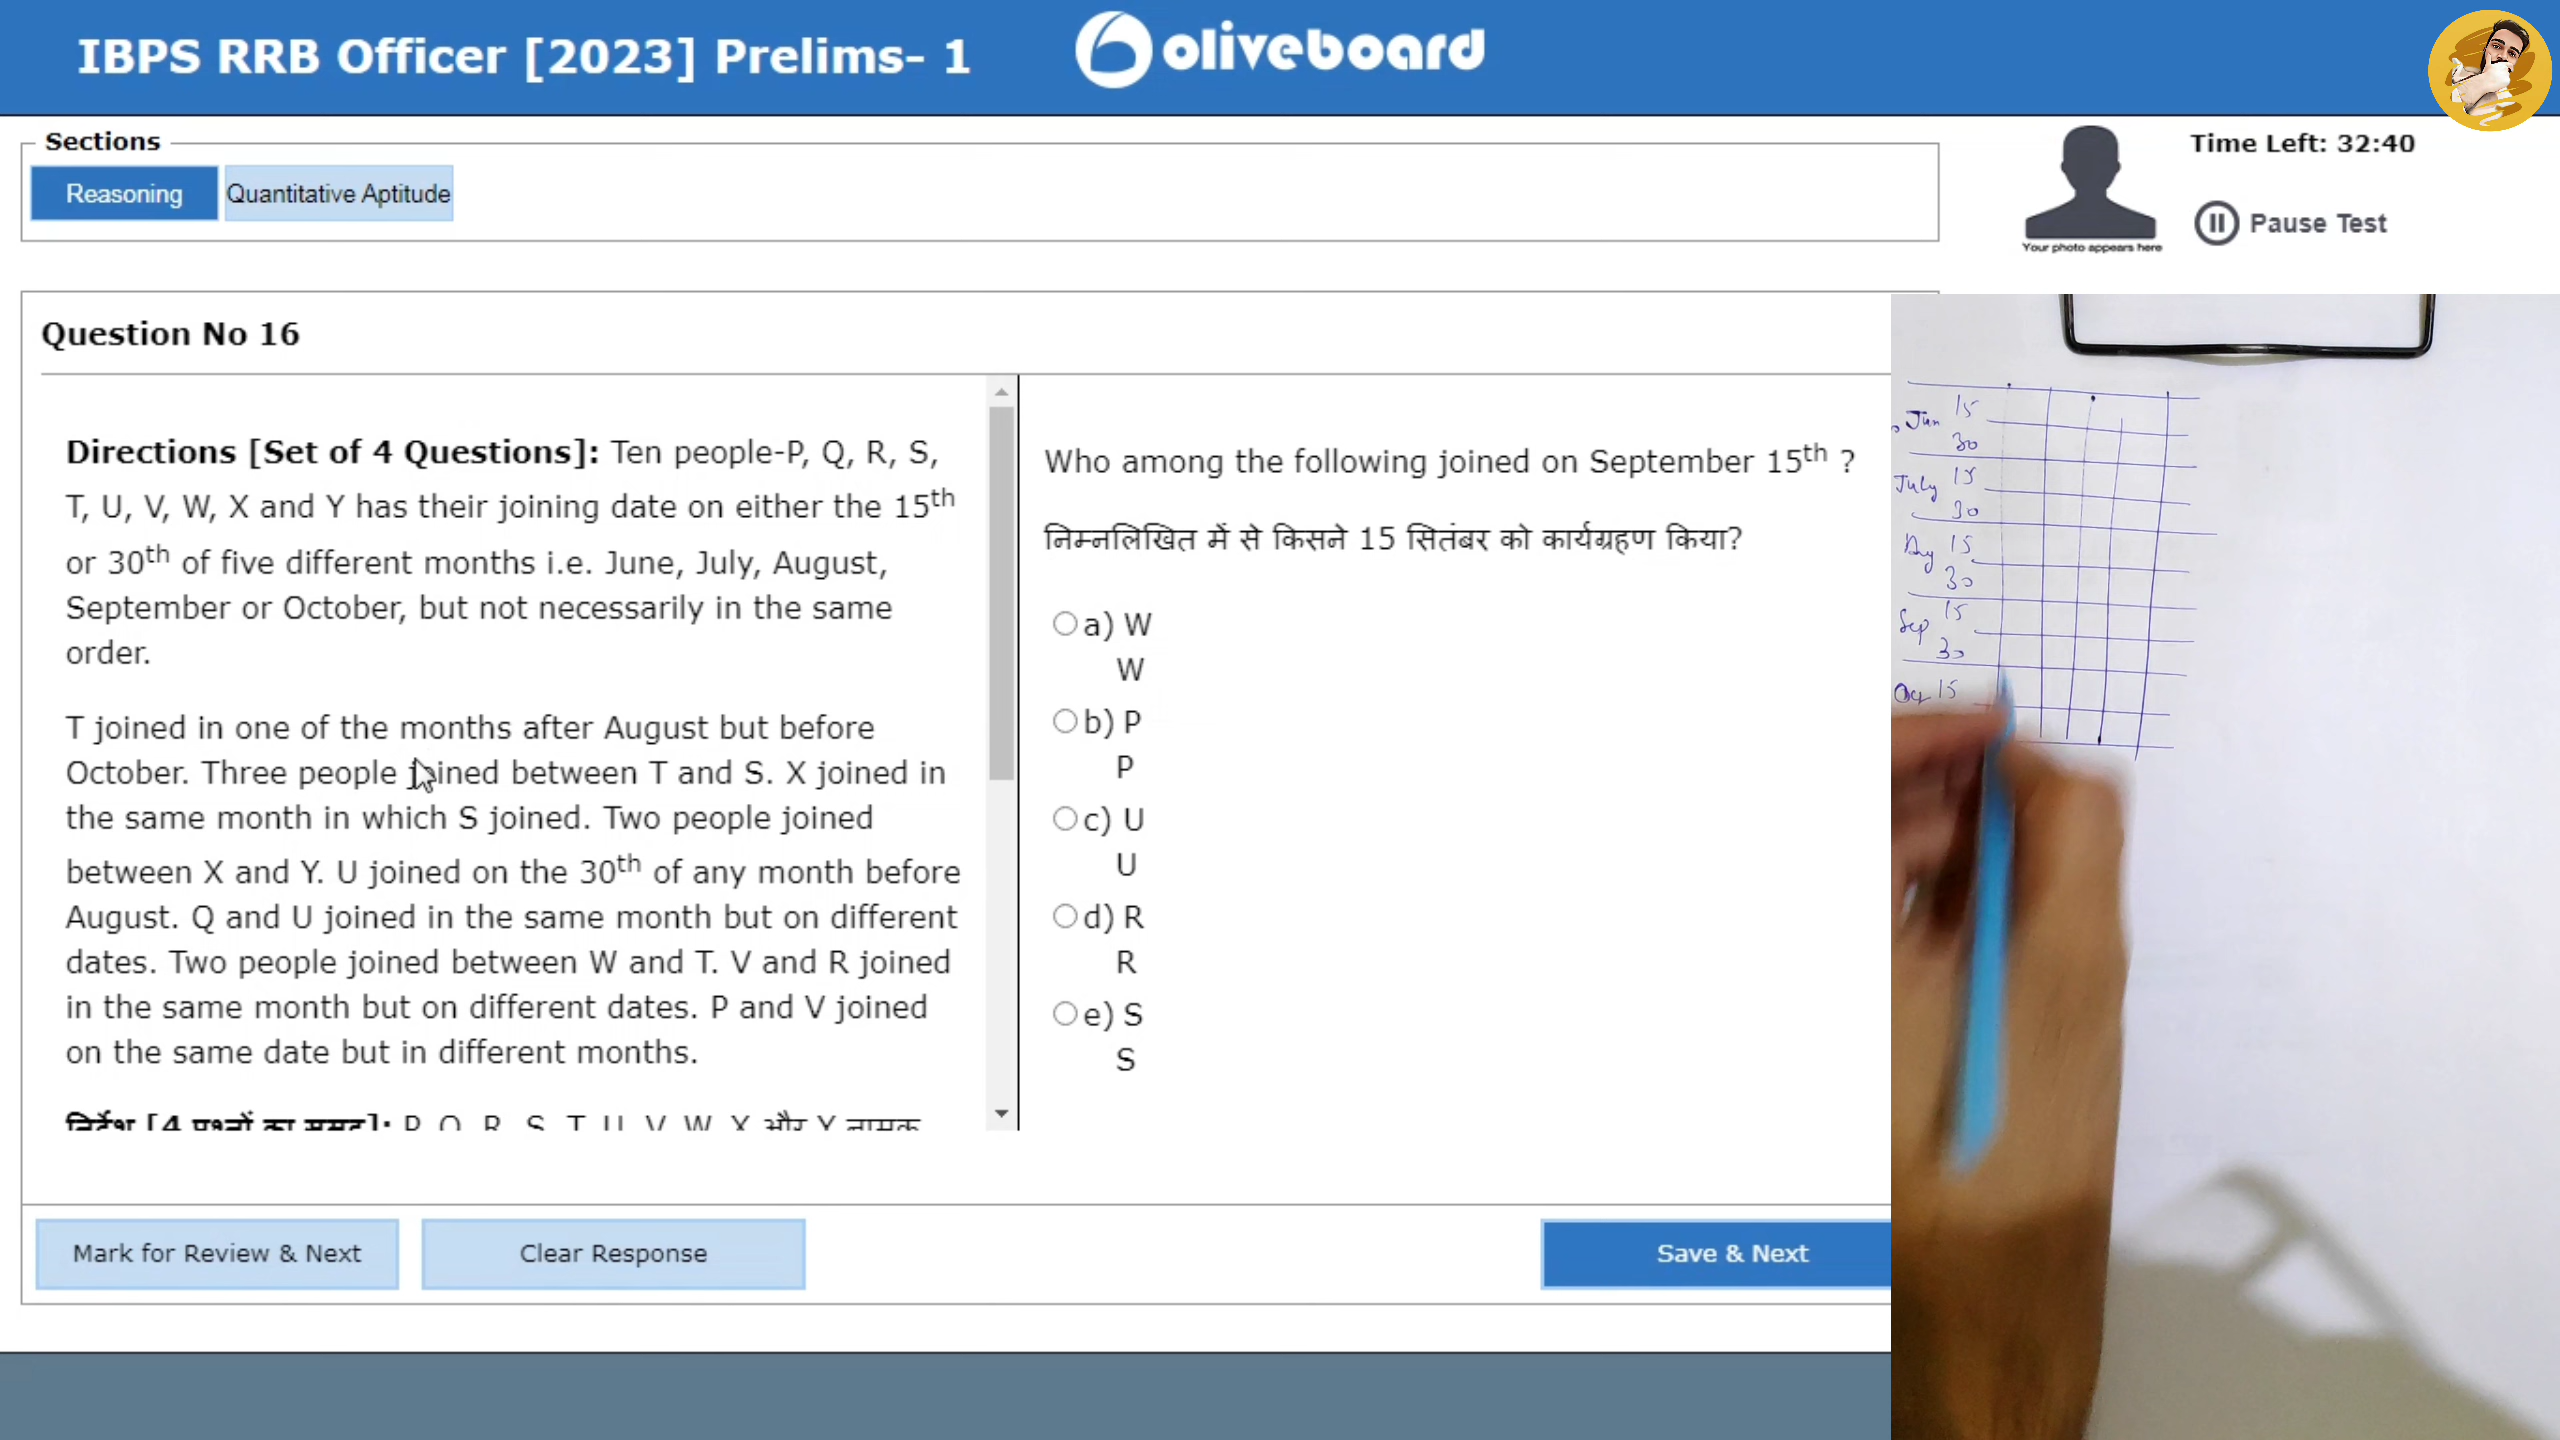 IBPS RRB Officer [2023] Prelims- 1
oliveboard
Sections
Reasoning
Quantitative Aptitude
Your photo appears here
Time Left: 32:40
Pause Test
Question No 16
Directions [Set of 4 Questions]: Ten people-P, Q, R, S,
T, U, V, W, X and Y has their joining date on either the 15th
or 30th of five different months i.e. June, July, August,
September or October, but not necessarily in the same
order.
T joined in one of the months after August but before
October. Three people joined between T and S. X joined in
the same month in which S joined. Two people joined
between X and Y. U joined on the 30th of any month before
August. Q and U joined in the same month but on different
dates. Two people joined between W and T. V and R joined
in the same month but on different dates. P and V joined
on the same date but in different months.
निर्देश [4 प्रश्नों का समूह]: P, Q, R, S, T, U, V, W, X और Y नामक
Who among the following joined on September 15th ?
निम्नलिखित में से किसने 15 सितंबर को कार्यग्रहण किया?
a) W
W
b) P
P
c) U
U
d) R
R
e) S
S
Mark for Review & Next
Clear Response
Save & Next
Jun 15
30
July 15
30
Aug 15
30
Sep 15
30
Oct 15